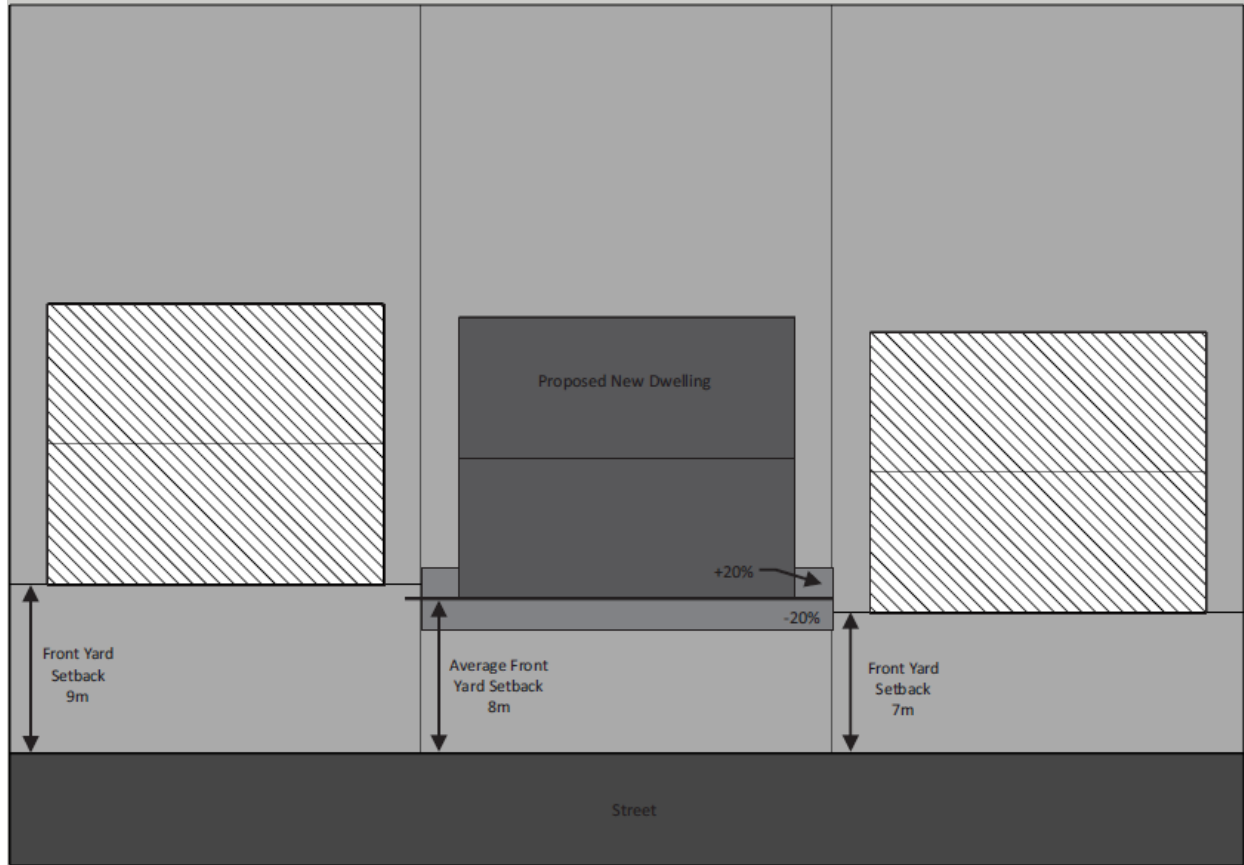 Proposed New Dwelling
+20%
-20%
Front Yard
Setback
9m
Average Front
Yard Setback
8m
Front Yard
Setback
7m
Street